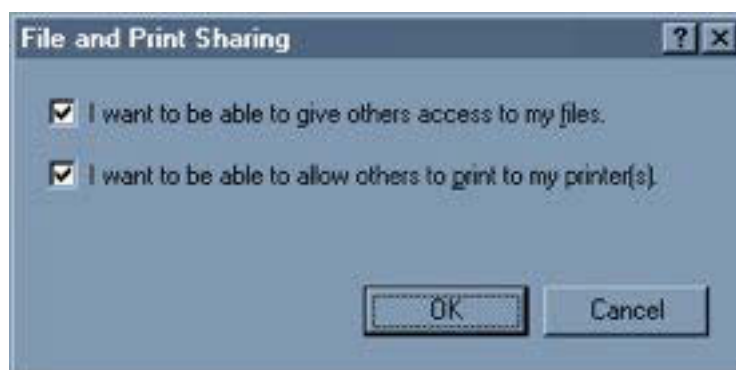 File and Print Sharing
I want to be able to give others access to my files.
I want to be able to allow others to print to my printer(s).
OK
Cancel